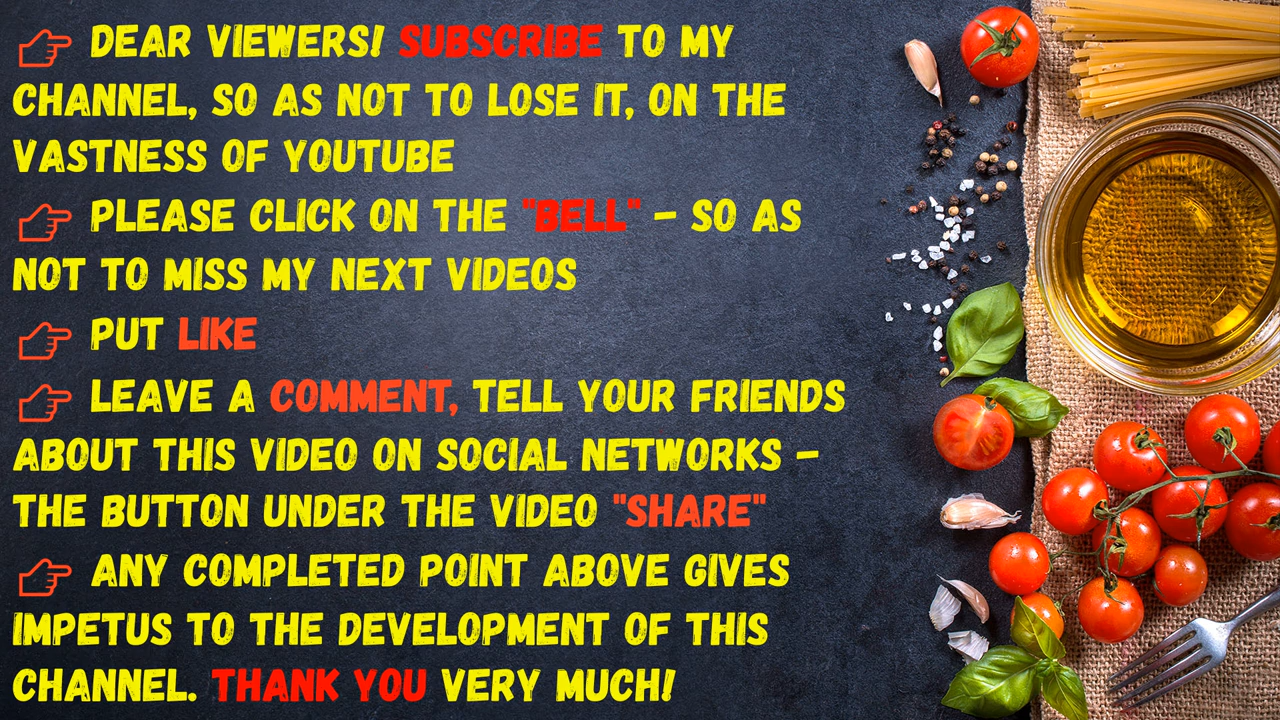 DEAR VIEWERS! SUBSCRIBE TO MY
CHANNEL, SO AS NOT TO LOSE IT, ON THE
VASTNESS OF YOUTUBE
PLEASE CLICK ON THE "BELL" - SO AS
NOT TO MISS MY NEXT VIDEOS
PUT LIKE
LEAVE A COMMENT, TELL YOUR FRIENDS
ABOUT THIS VIDEO ON SOCIAL NETWORKS -
THE BUTTON UNDER THE VIDEO "SHARE"
ANY COMPLETED POINT ABOVE GIVES
IMPETUS TO THE DEVELOPMENT OF THIS
CHANNEL. THANK YOU VERY MUCH!